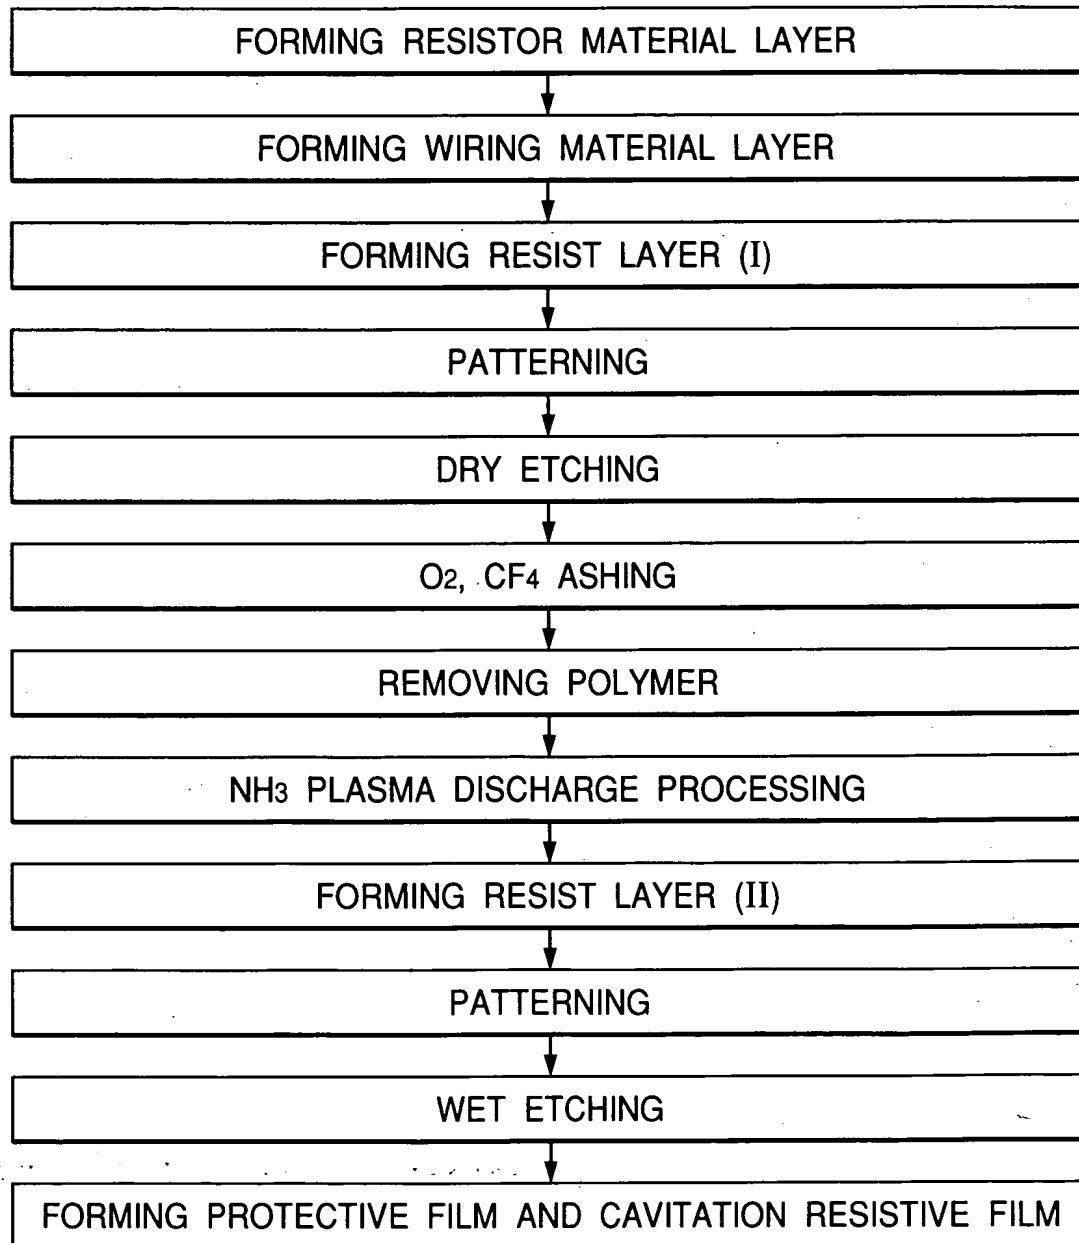 FORMING RESISTOR MATERIAL LAYER
FORMING WIRING MATERIAL LAYER
FORMING RESIST LAYER (I)
PATTERNING
DRY ETCHING
O2, CF4 ASHING
REMOVING POLYMER
NH3 PLASMA DISCHARGE PROCESSING
FORMING RESIST LAYER (II)
PATTERNING
WET ETCHING
FORMING PROTECTIVE FILM AND CAVITATION RESISTIVE FILM